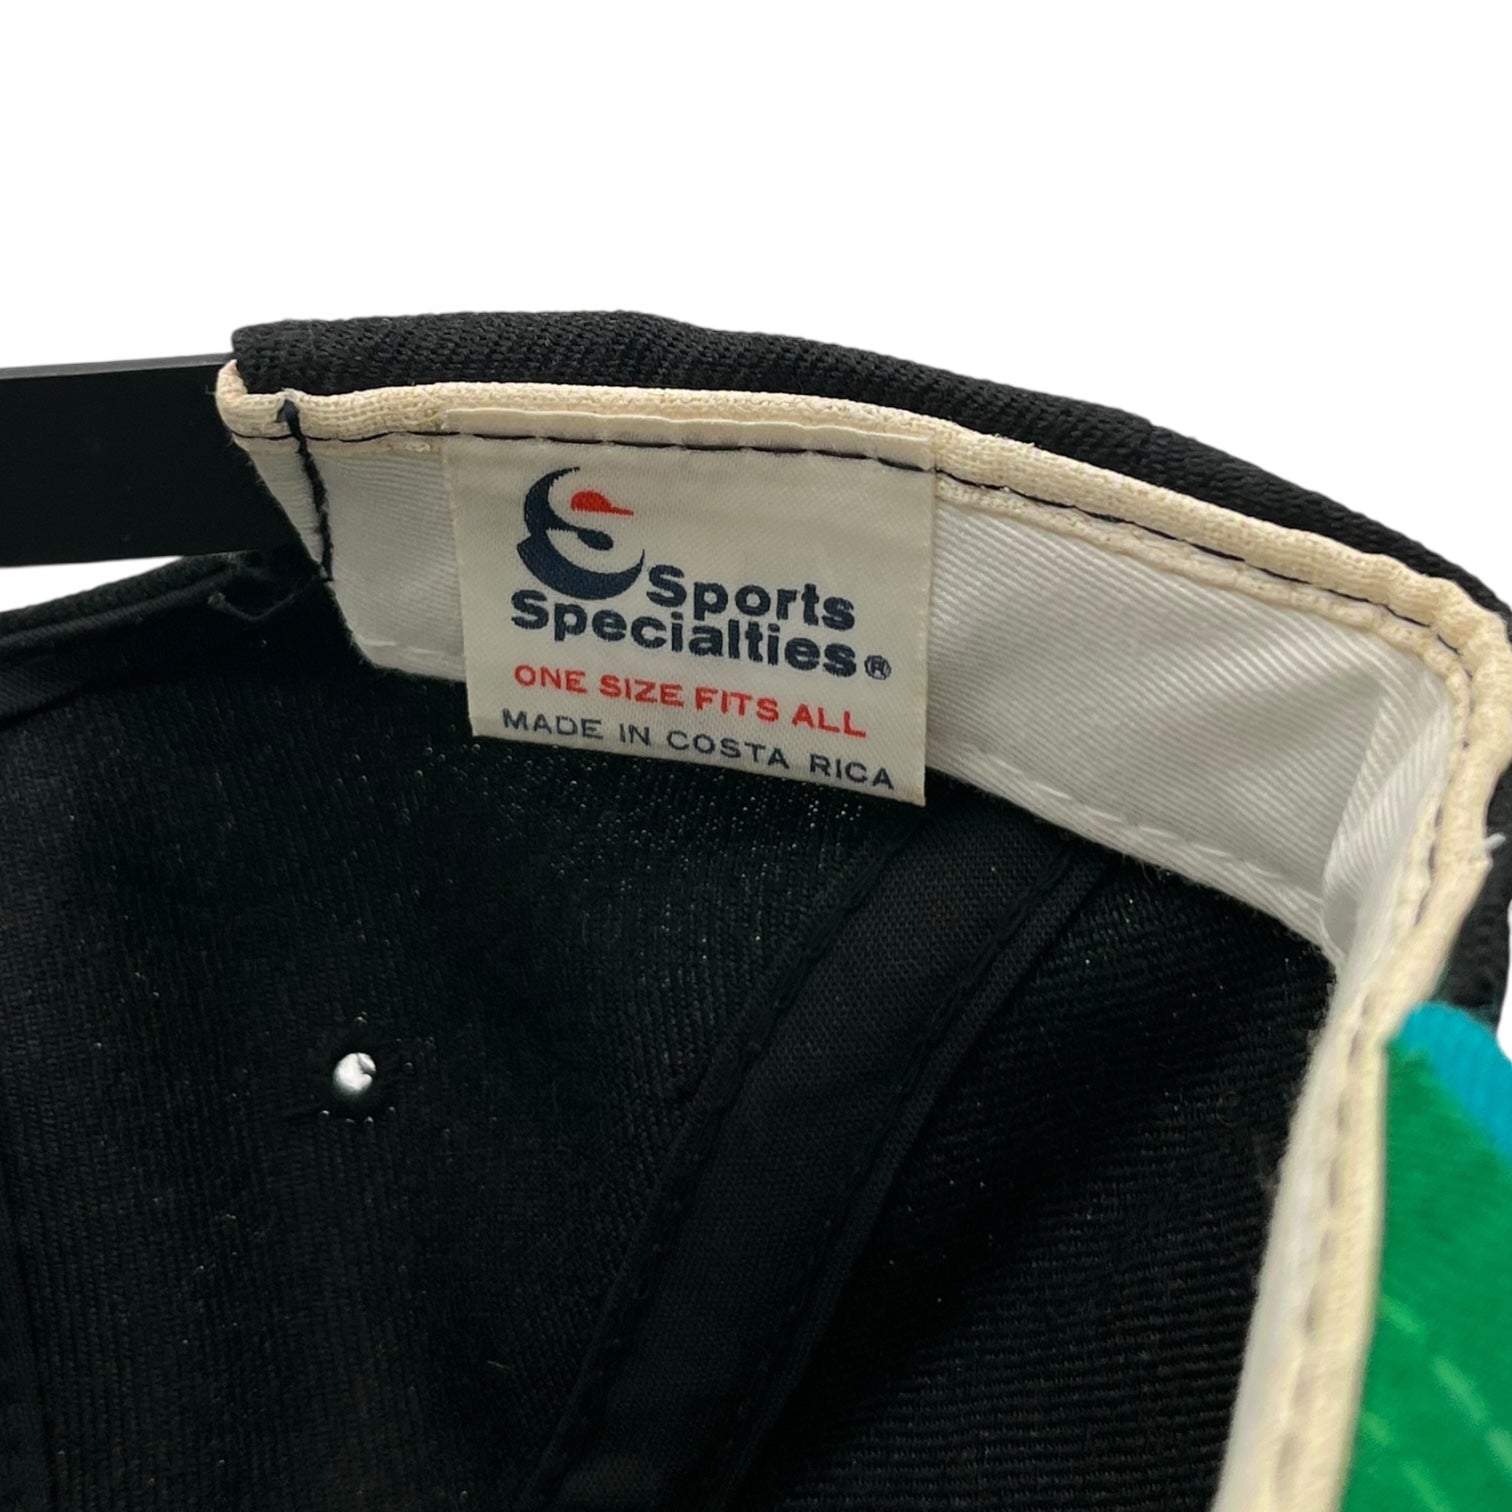 Sports
Specialties®
ONE SIZE FITS ALL
MADE IN COSTA RICA